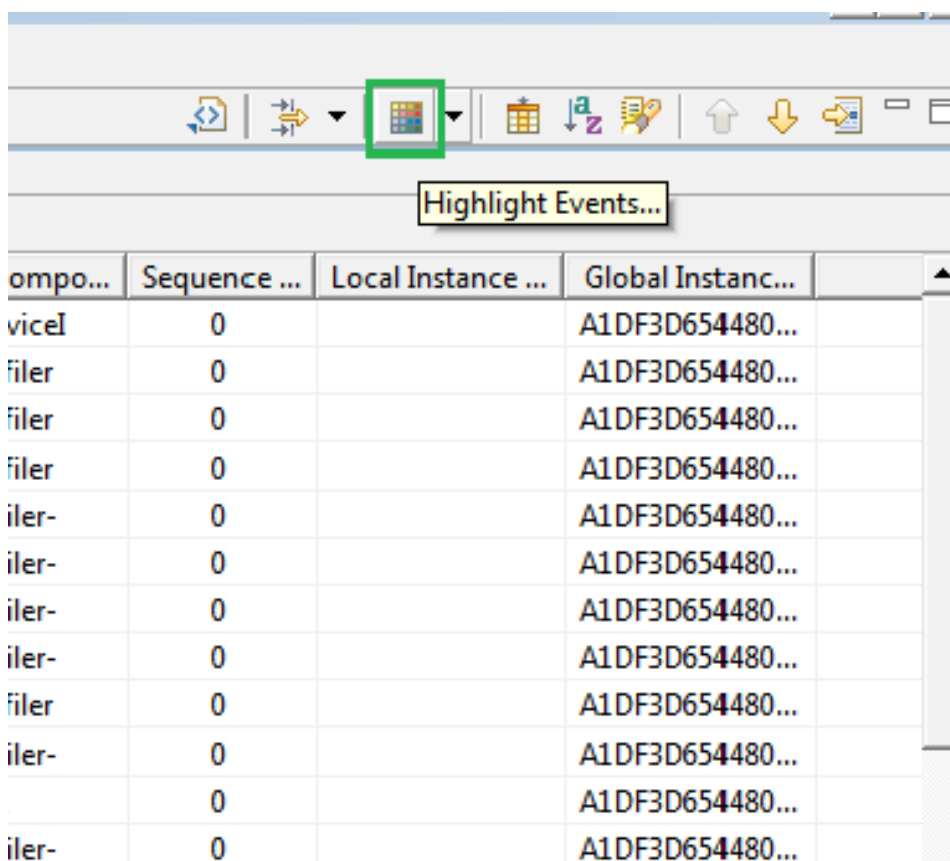 Highlight Events...
ompo... Sequence ... Local Instance ... Global Instanc...
viceI 0 A1DF3D654480...
filer 0 A1DF3D654480...
filer 0 A1DF3D654480...
filer 0 A1DF3D654480...
iler- 0 A1DF3D654480...
iler- 0 A1DF3D654480...
iler- 0 A1DF3D654480...
iler- 0 A1DF3D654480...
filer 0 A1DF3D654480...
iler- 0 A1DF3D654480...
0 A1DF3D654480...
iler- 0 A1DF3D654480...